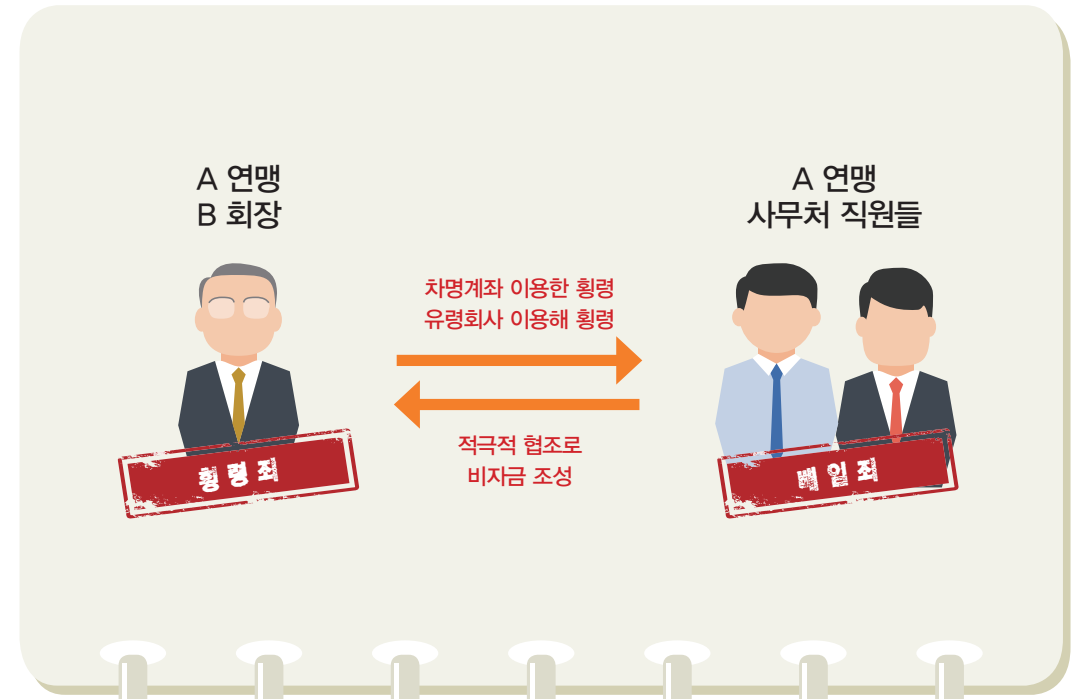 A 연맹
B 회장
A 연맹
사무처 직원들
차명계좌 이용한 횡령
유령회사 이용해 횡령
적극적 협조로
비자금 조성
횡령죄
배임죄